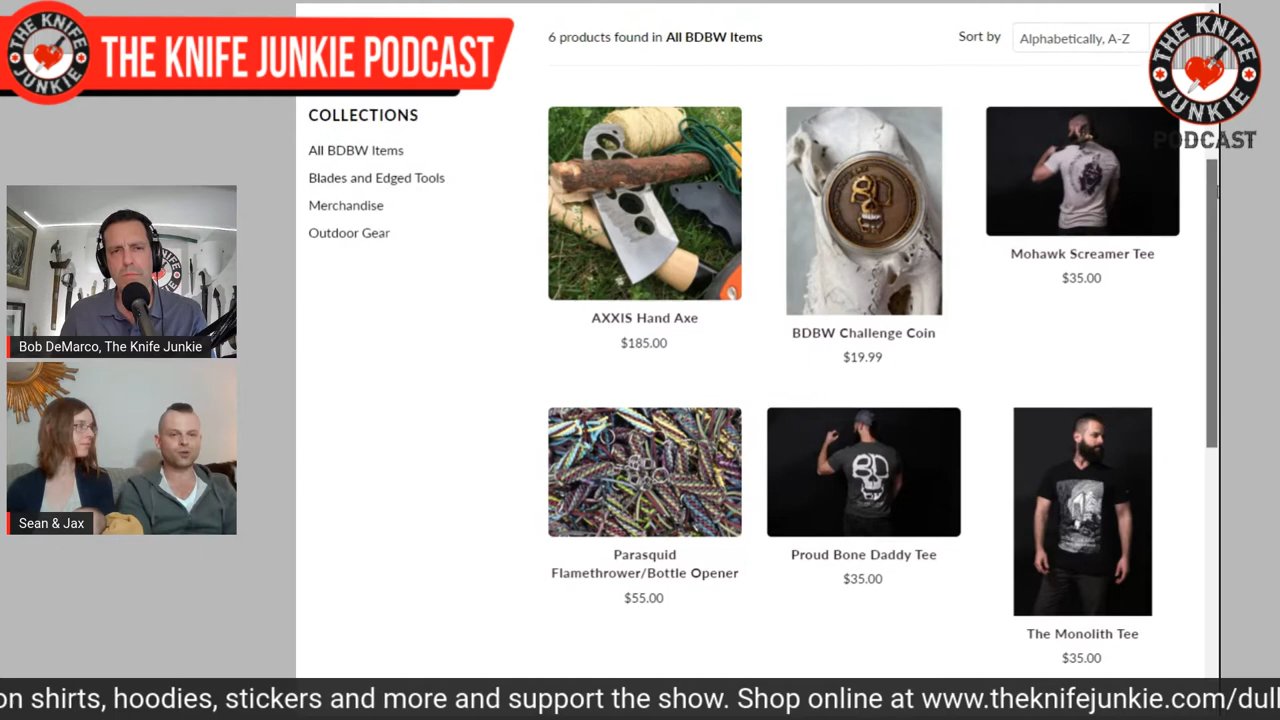 THE KNIFE JUNKIE PODCAST
THE KNIFE JUNKIE
THE KNIFE JUNKIE
PODCAST
6 products found in All BDBW Items
Sort by
Alphabetically, A-Z
COLLECTIONS
All BDBW Items
Blades and Edged Tools
Merchandise
Outdoor Gear
AXXIS Hand Axe
$185.00
BDBW Challenge Coin
$19.99
Mohawk Screamer Tee
$35.00
Parasquid
Flamethrower/Bottle Opener
$55.00
BD
Proud Bone Daddy Tee
$35.00
The Monolith Tee
$35.00
Bob DeMarco, The Knife Junkie
Sean & Jax
on shirts, hoodies, stickers and more and support the show. Shop online at www.theknifejunkie.com/dul